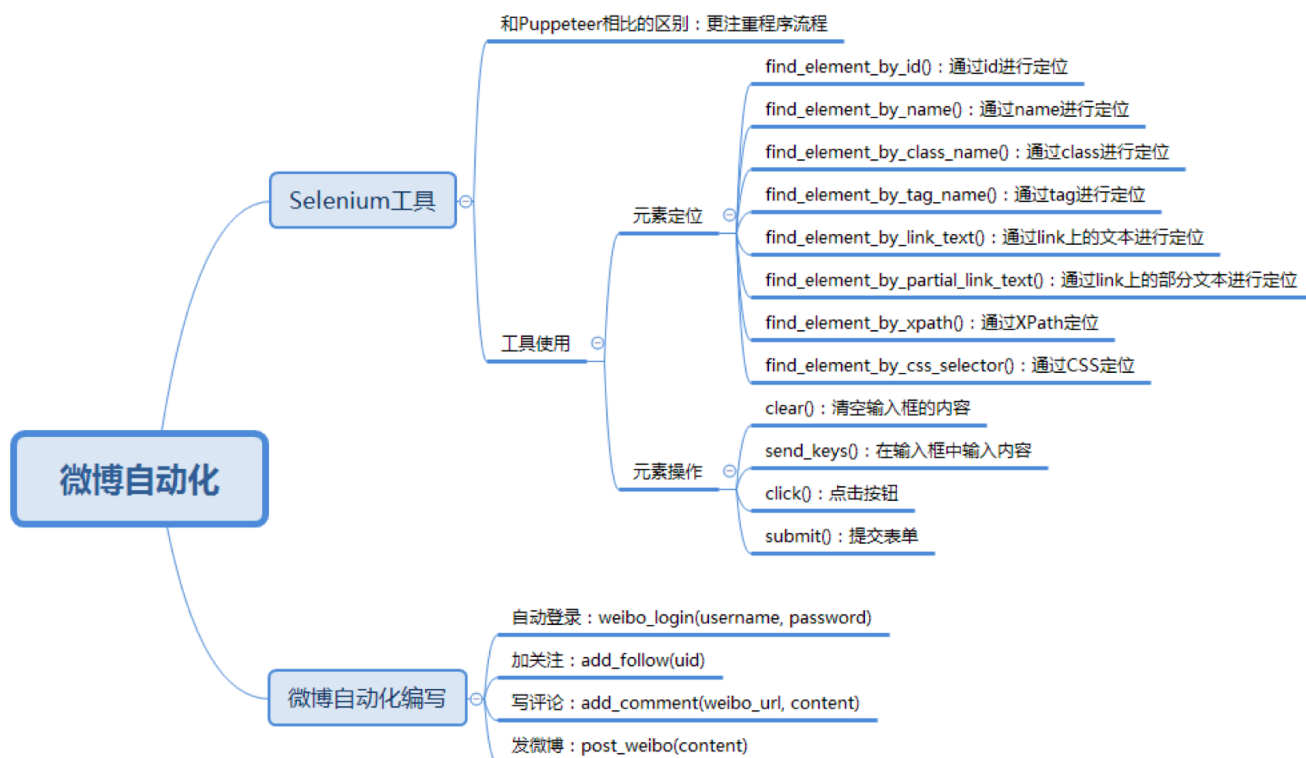 微博自动化
Selenium工具
和Puppeteer相比的区别：更注重程序流程
工具使用
元素定位
find_element_by_id()：通过id进行定位
find_element_by_name()：通过name进行定位
find_element_by_class_name()：通过class进行定位
find_element_by_tag_name()：通过tag进行定位
find_element_by_link_text()：通过link上的文本进行定位
find_element_by_partial_link_text()：通过link上的部分文本进行定位
find_element_by_xpath()：通过XPath定位
find_element_by_css_selector()：通过CSS定位
元素操作
clear()：清空输入框的内容
send_keys()：在输入框中输入内容
click()：点击按钮
submit()：提交表单
微博自动化编写
自动登录：weibo_login(username, password)
加关注：add_follow(uid)
写评论：add_comment(weibo_url, content)
发微博：post_weibo(content)